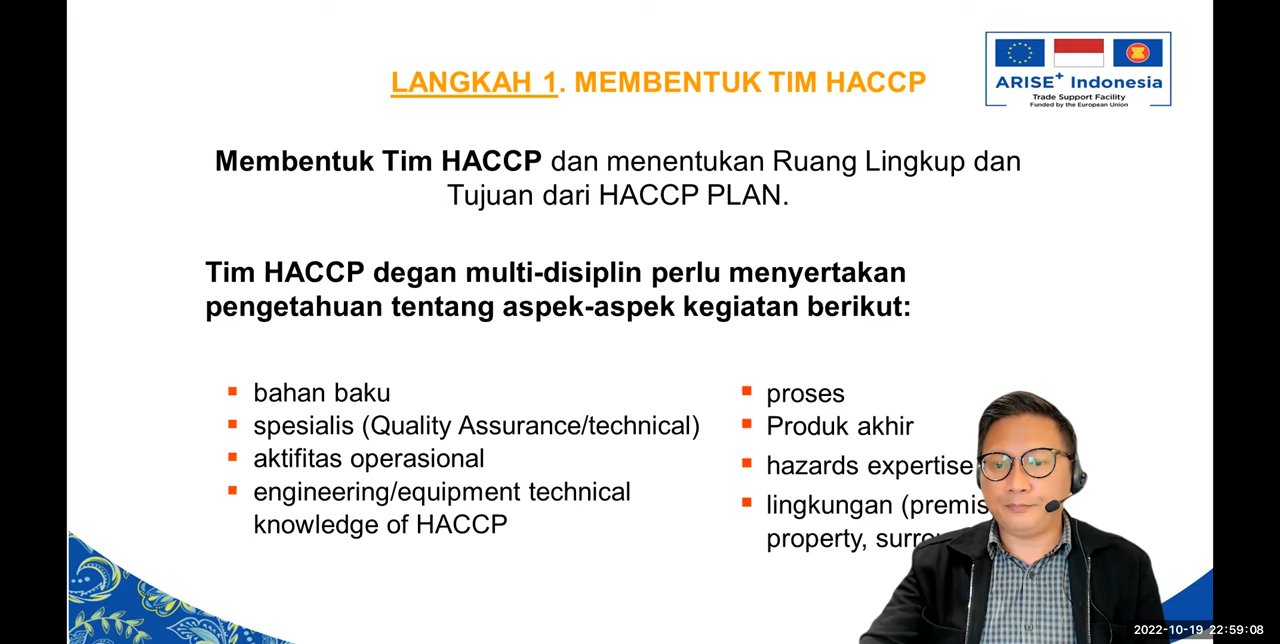 LANGKAH 1. MEMBENTUK TIM HACCP
ARISE+ Indonesia
Trade Support Facility
Funded by the European Union
Membentuk Tim HACCP dan menentukan Ruang Lingkup dan
Tujuan dari HACCP PLAN.
Tim HACCP degan multi-disiplin perlu menyertakan
pengetahuan tentang aspek-aspek kegiatan berikut:
bahan baku
spesialis (Quality Assurance/technical)
aktifitas operasional
engineering/equipment technical
knowledge of HACCP
proses
Produk akhir
hazards expertise
lingkungan
property,
2022-10-19 22:59:08